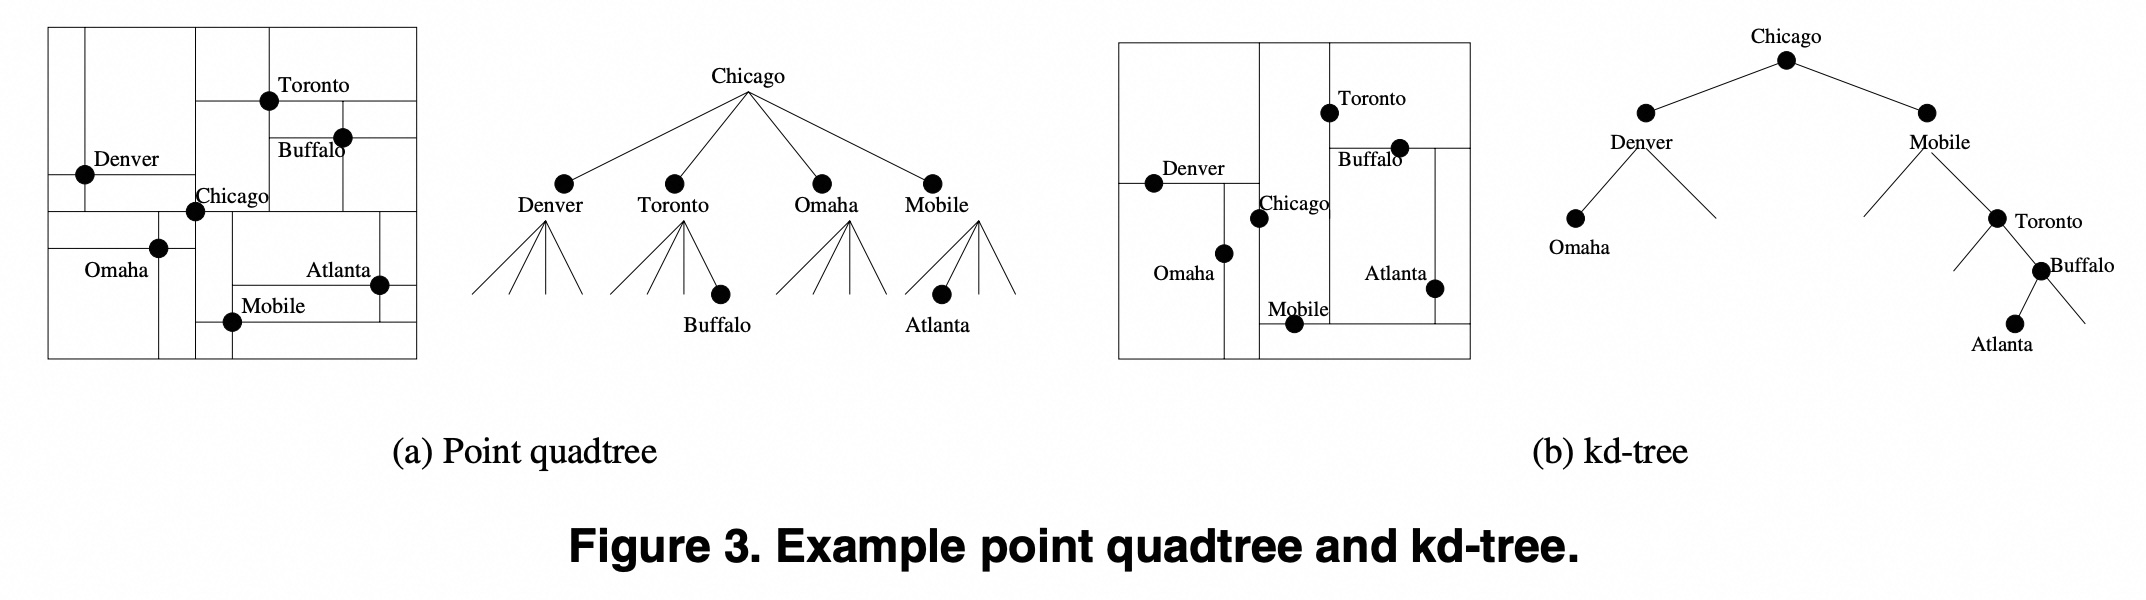 Toronto
Buffalo
Denver
Chicago
Omaha
Atlanta
Mobile
Chicago
Denver
Toronto
Omaha
Mobile
Buffalo
Atlanta
(a) Point quadtree
Toronto
Buffalo
Denver
Chicago
Omaha
Atlanta
Mobile
Chicago
Denver
Mobile
Omaha
Toronto
Buffalo
Atlanta
(b) kd-tree
Figure 3. Example point quadtree and kd-tree.